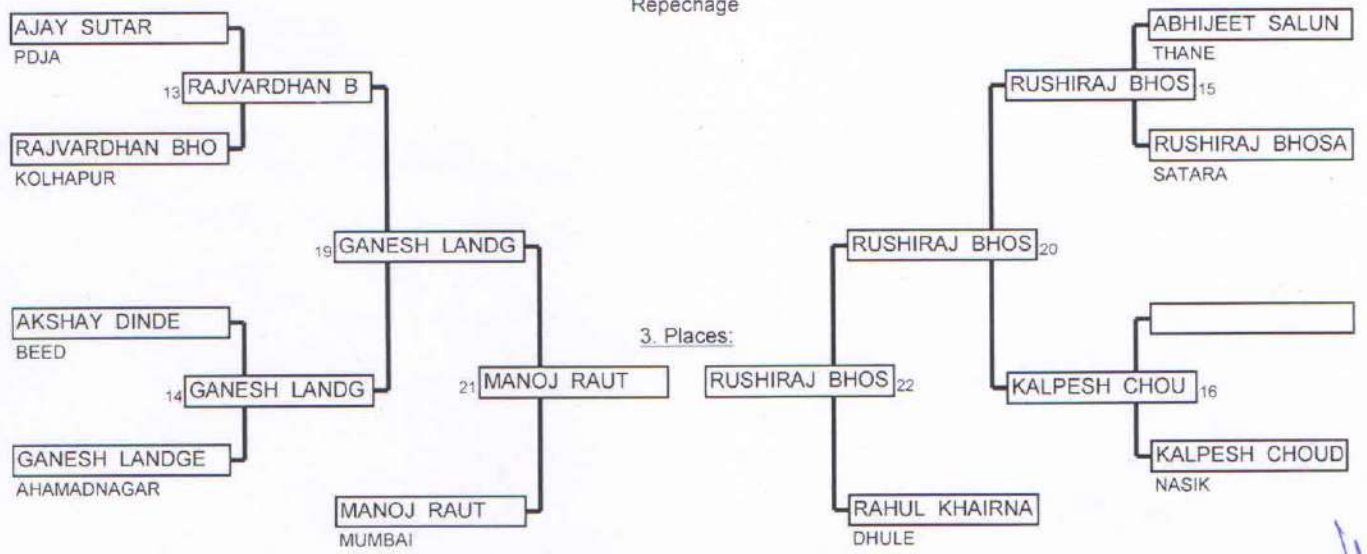 Repechage
AJAY SUTAR
PDJA
13 RAJVARDHAN B
RAJVARDHAN BHO
KOLHAPUR
19 GANESH LANDG
AKSHAY DINDE
BEED
14 GANESH LANDG
GANESH LANDGE
AHAMADNAGAR
21 MANOJ RAUT
MANOJ RAUT
MUMBAI
3. Places:
ABHIJEET SALUN
THANE
RUSHIRAJ BHOS 15
RUSHIRAJ BHOSA
SATARA
RUSHIRAJ BHOS 20
RUSHIRAJ BHOS 22
KALPESH CHOU 16
KALPESH CHOUD
NASIK
RAHUL KHAIRNA
DHULE